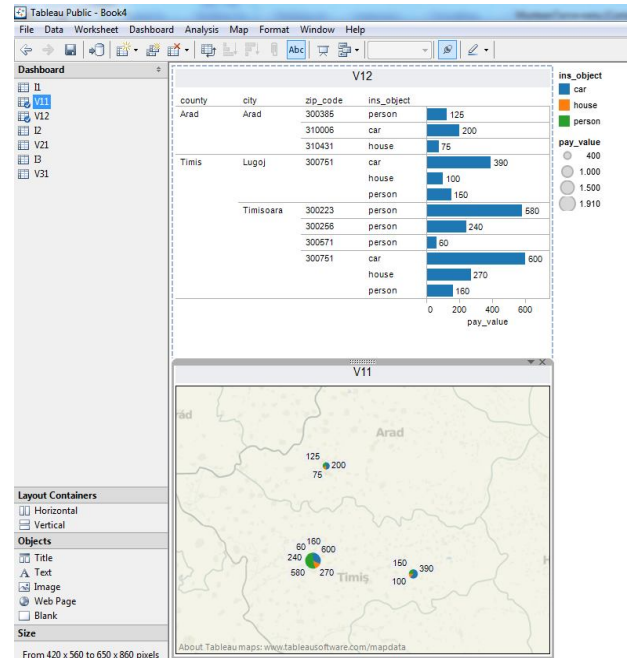 Tableau Public - Book4
File Data Worksheet Dashboard Analysis Map Format Window Help
Abc
Dashboard
I1
V11
V12
I2
V21
I3
V31
V12
county city zip_code ins_object
Arad Arad 300385 person 125
310006 car 200
310431 house 75
Timis Lugoj 300751 car 390
house 100
person 150
Timisoara 300223 person 580
300256 person 240
300571 person 60
300751 car 600
house 270
person 160
0 200 400 600
pay_value
ins_object
car
house
person
pay_value
400
1.000
1.500
1.910
V11
Arad
125
200
75
160
60
600
240
580 270
Timiș
150
390
100
About Tableau maps: www.tableausoftware.com/mapdata
Layout Containers
Horizontal
Vertical
Objects
Title
Text
Image
Web Page
Blank
Size
From 420 x 560 to 650 x 860 pixels